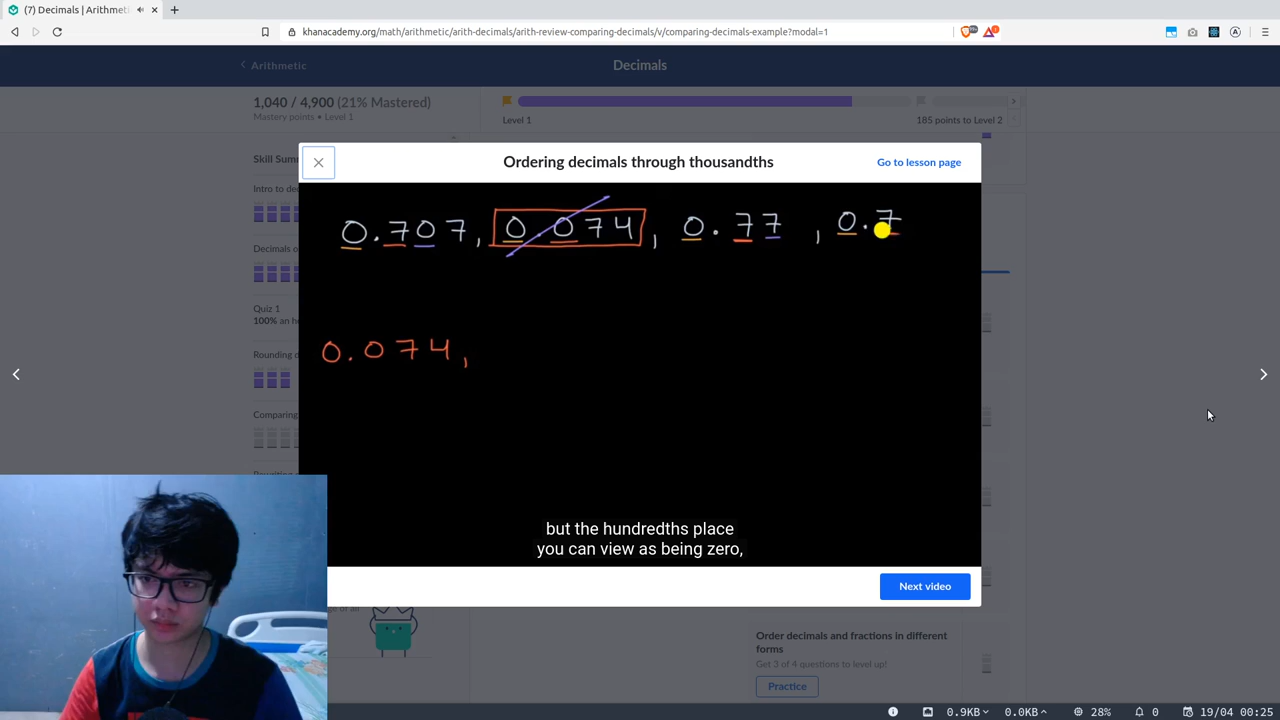 (7) Decimals | Arithmeti
khanacademy.org/math/arithmetic/arith-decimals/arith-review-comparing-decimals/v/comparing-decimals-example?modal=1
Arithmetic
Decimals
1,040 / 4,900 (21% Mastered)
Mastery points • Level 1
Level 1
185 points to Level 2
Skill Summ
Ordering decimals through thousandths
Go to lesson page
Intro to de
0.707, 0.074, 0.77, 0.7
Decimals o
Quiz 1
100% an h
0.074,
Rounding d
Comparing
but the hundredths place
you can view as being zero,
Next video
Order decimals and fractions in different
forms
Get 3 of 4 questions to level up!
Practice
0.9KB
0.0KB
28%
0
19/04 00:25